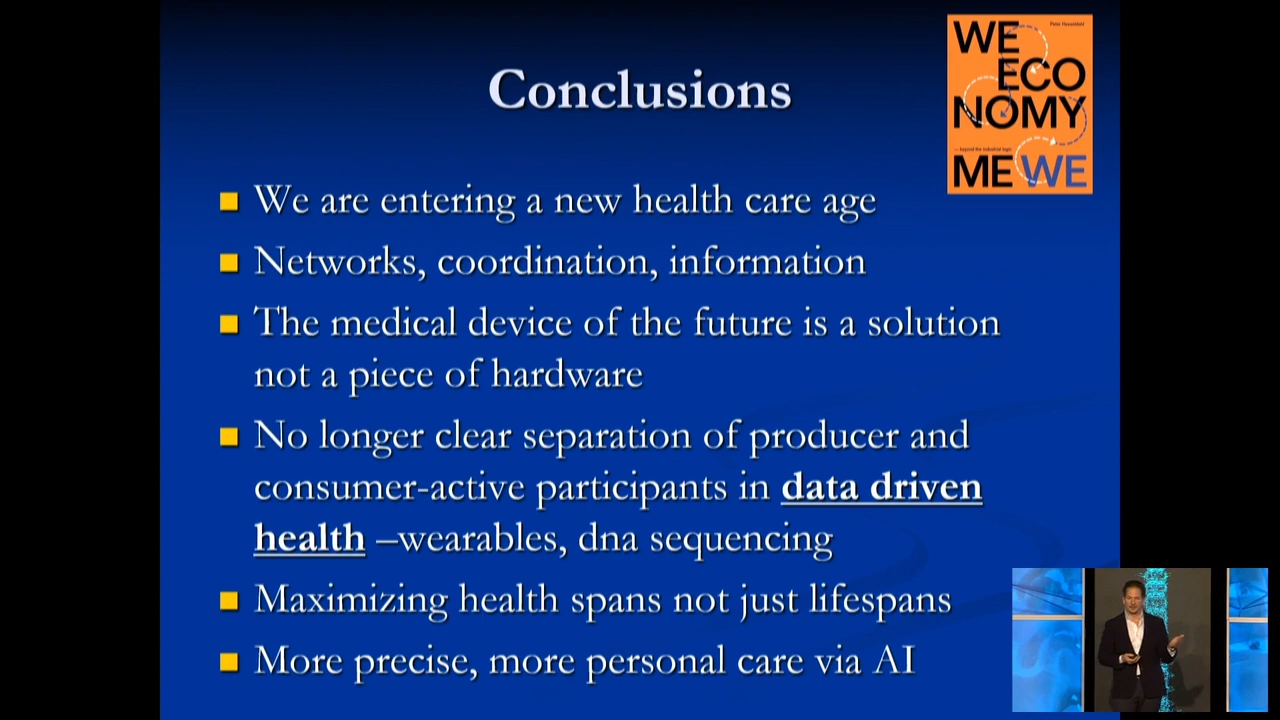 Conclusions
WE
ECO
NOMY
ME WE
We are entering a new health care age
Networks, coordination, information
The medical device of the future is a solution
not a piece of hardware
No longer clear separation of producer and
consumer-active participants in data driven
health –wearables, dna sequencing
Maximizing health spans not just lifespans
More precise, more personal care via AI